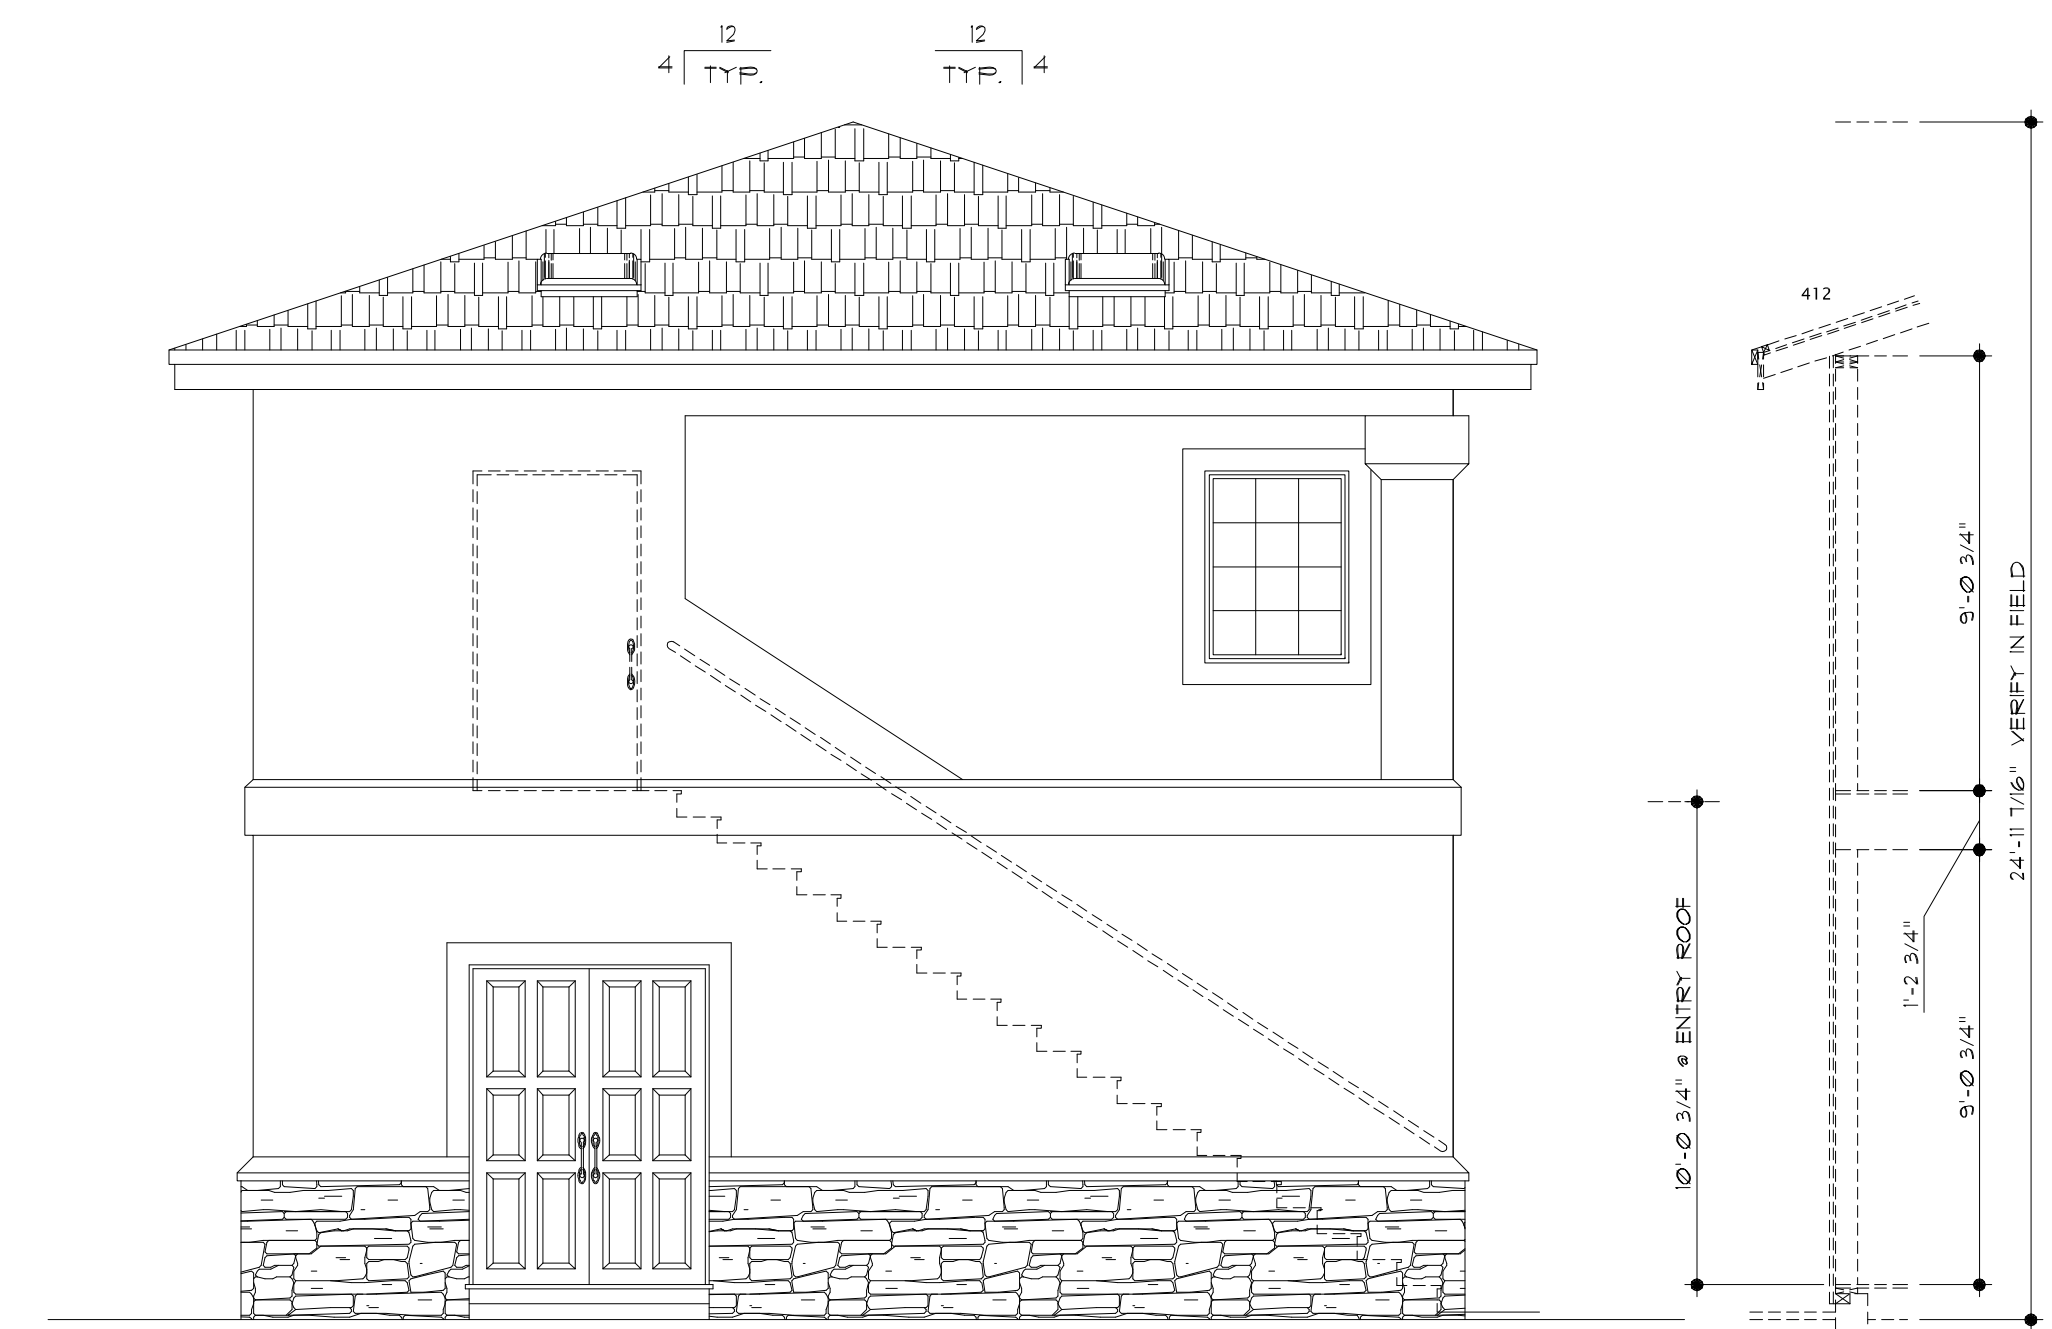 12
12
4
TYP.
TYP.
4
412
9'-0 3/4"
24'-11 7/16" VERIFY IN FIELD
10'-0 3/4" @ ENTRY ROOF
1'-2 3/4"
9'-0 3/4"